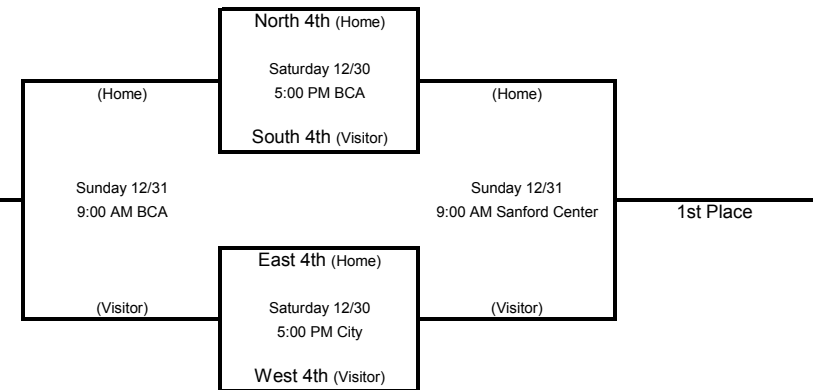 North 4th (Home)
Saturday 12/30
5:00 PM BCA
(Home)
(Home)
South 4th (Visitor)
Sunday 12/31
9:00 AM BCA
Sunday 12/31
9:00 AM Sanford Center
1st Place
East 4th (Home)
(Visitor)
Saturday 12/30
5:00 PM City
(Visitor)
West 4th (Visitor)